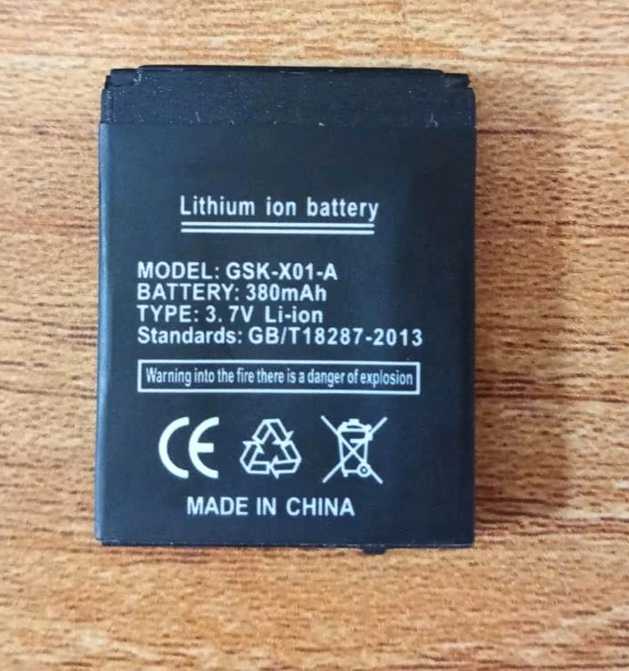 Lithium ion battery
MODEL: GSK-X01-A
BATTERY: 380mAh
TYPE: 3.7V Li-ion
Standards: GB/T18287-2013
Warning into the fire there is a danger of explosion
CE
MADE IN CHINA